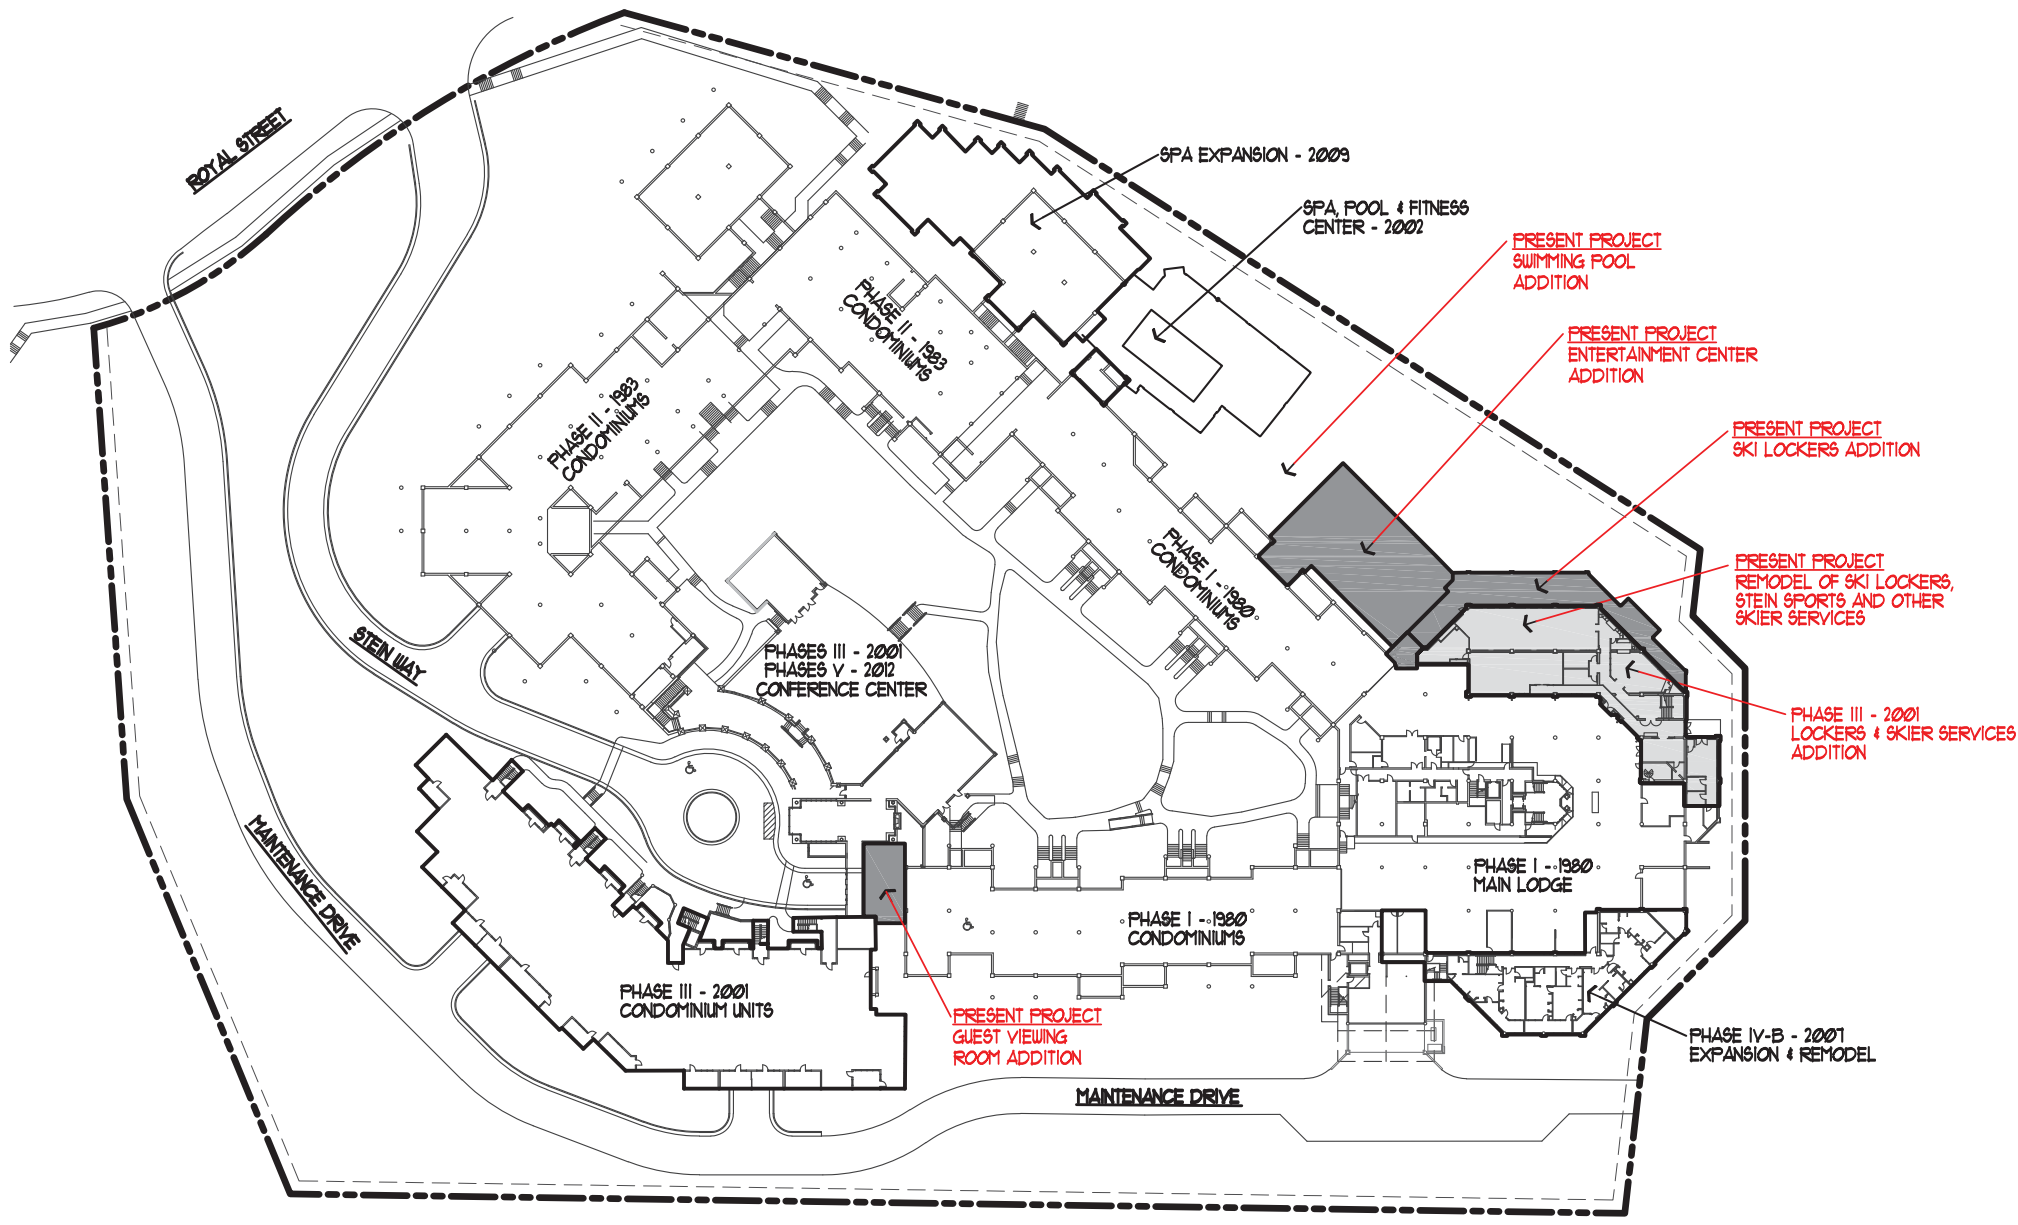 ROYAL STREET
SPA EXPANSION - 2009
SPA, POOL & FITNESS
CENTER - 2002
PRESENT PROJECT
SWIMMING POOL
ADDITION
PRESENT PROJECT
ENTERTAINMENT CENTER
ADDITION
PRESENT PROJECT
SKI LOCKERS ADDITION
PRESENT PROJECT
REMODEL OF SKI LOCKERS,
STEIN SPORTS AND OTHER
SKIER SERVICES
PHASE III - 2001
LOCKERS & SKIER SERVICES
ADDITION
PHASE II - 1983
CONDOMINIUMS
PHASE II - 1983
CONDOMINIUMS
PHASE I - 1980
CONDOMINIUMS
STEIN WAY
PHASES III - 2001
PHASES V - 2012
CONFERENCE CENTER
MAINTENANCE DRIVE
PHASE I - 1980
MAIN LODGE
PHASE I - 1980
CONDOMINIUMS
PHASE III - 2001
CONDOMINIUM UNITS
PRESENT PROJECT
GUEST VIEWING
ROOM ADDITION
PHASE IV-B - 2007
EXPANSION & REMODEL
MAINTENANCE DRIVE